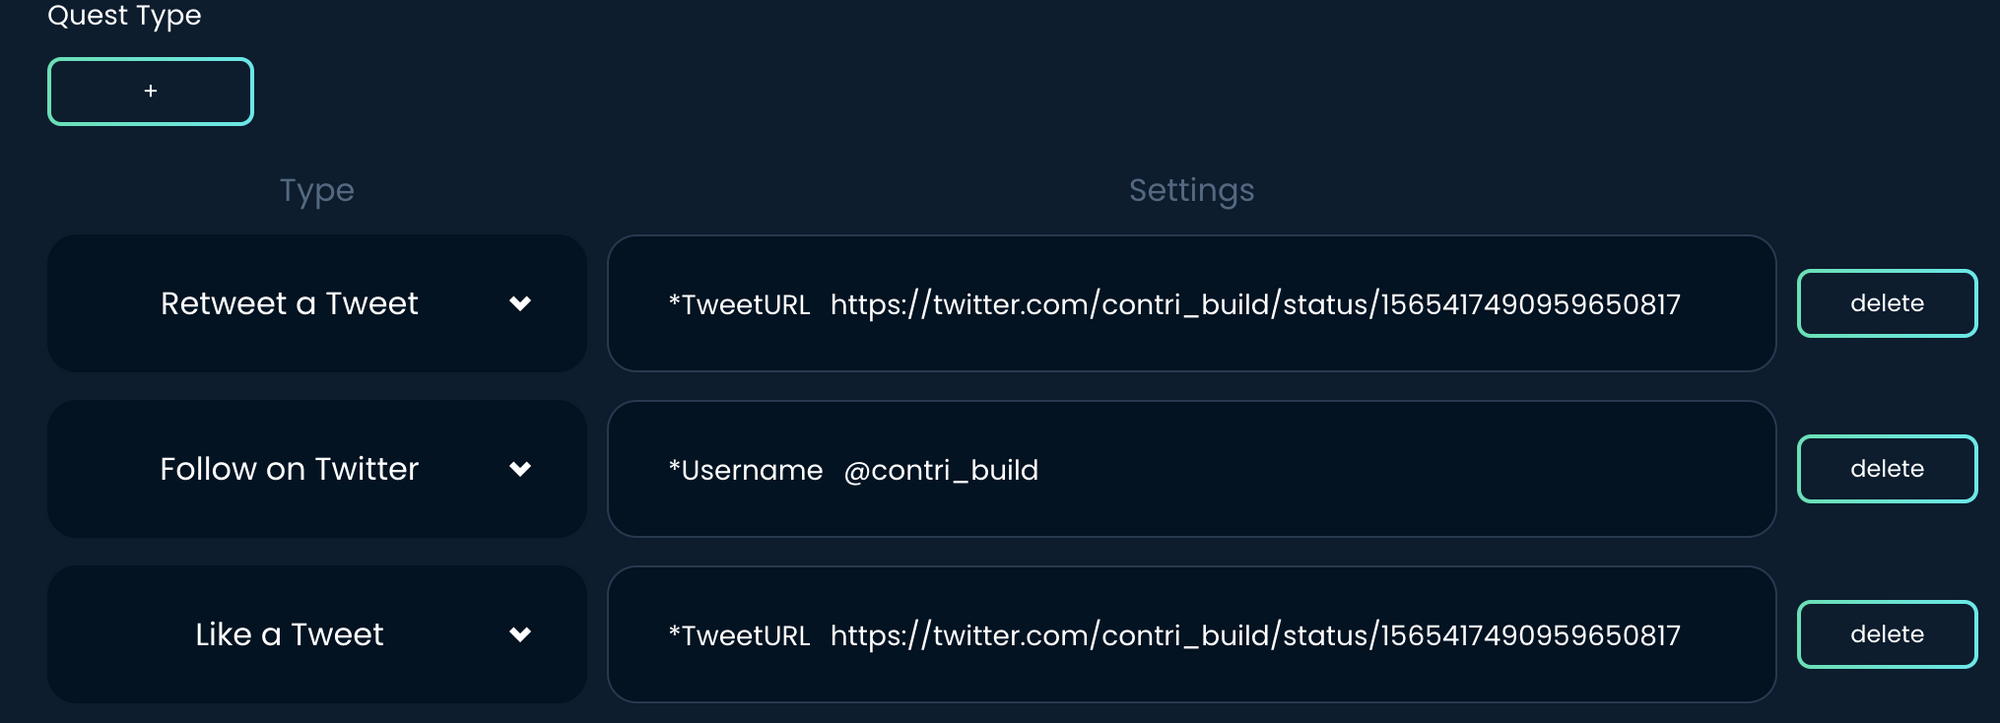 Quest Type
+
Type Settings
Retweet a Tweet *TweetURL https://twitter.com/contri_build/status/1565417490959650817 delete
Follow on Twitter *Username @contri_build delete
Like a Tweet *TweetURL https://twitter.com/contri_build/status/1565417490959650817 delete